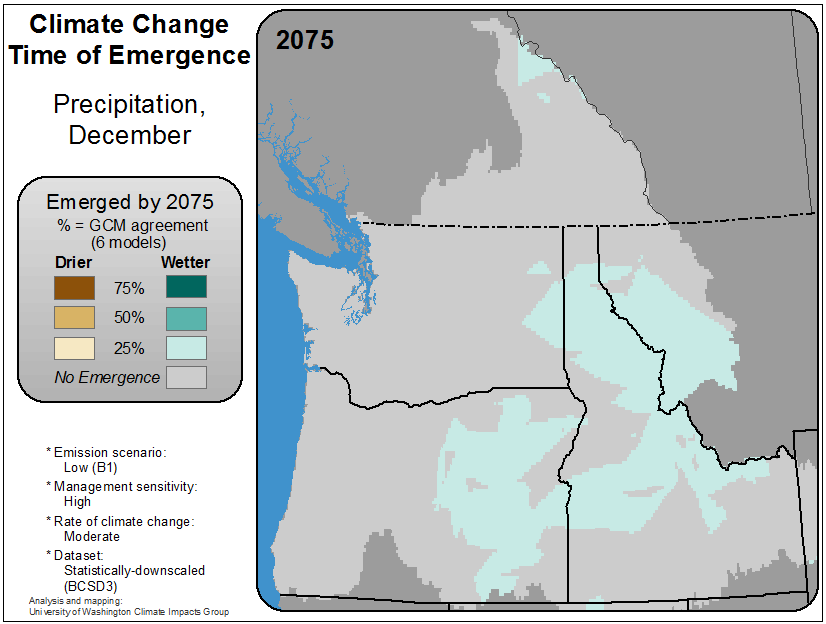 Climate Change
Time of Emergence
Precipitation,
December
Emerged by 2075
% = GCM agreement
(6 models)
Drier Wetter
75%
50%
25%
No Emergence
* Emission scenario:
Low (B1)
* Management sensitivity:
High
* Rate of climate change:
Moderate
* Dataset:
Statistically-downscaled
(BCSD3)
Analysis and mapping:
University of Washington Climate Impacts Group
2075